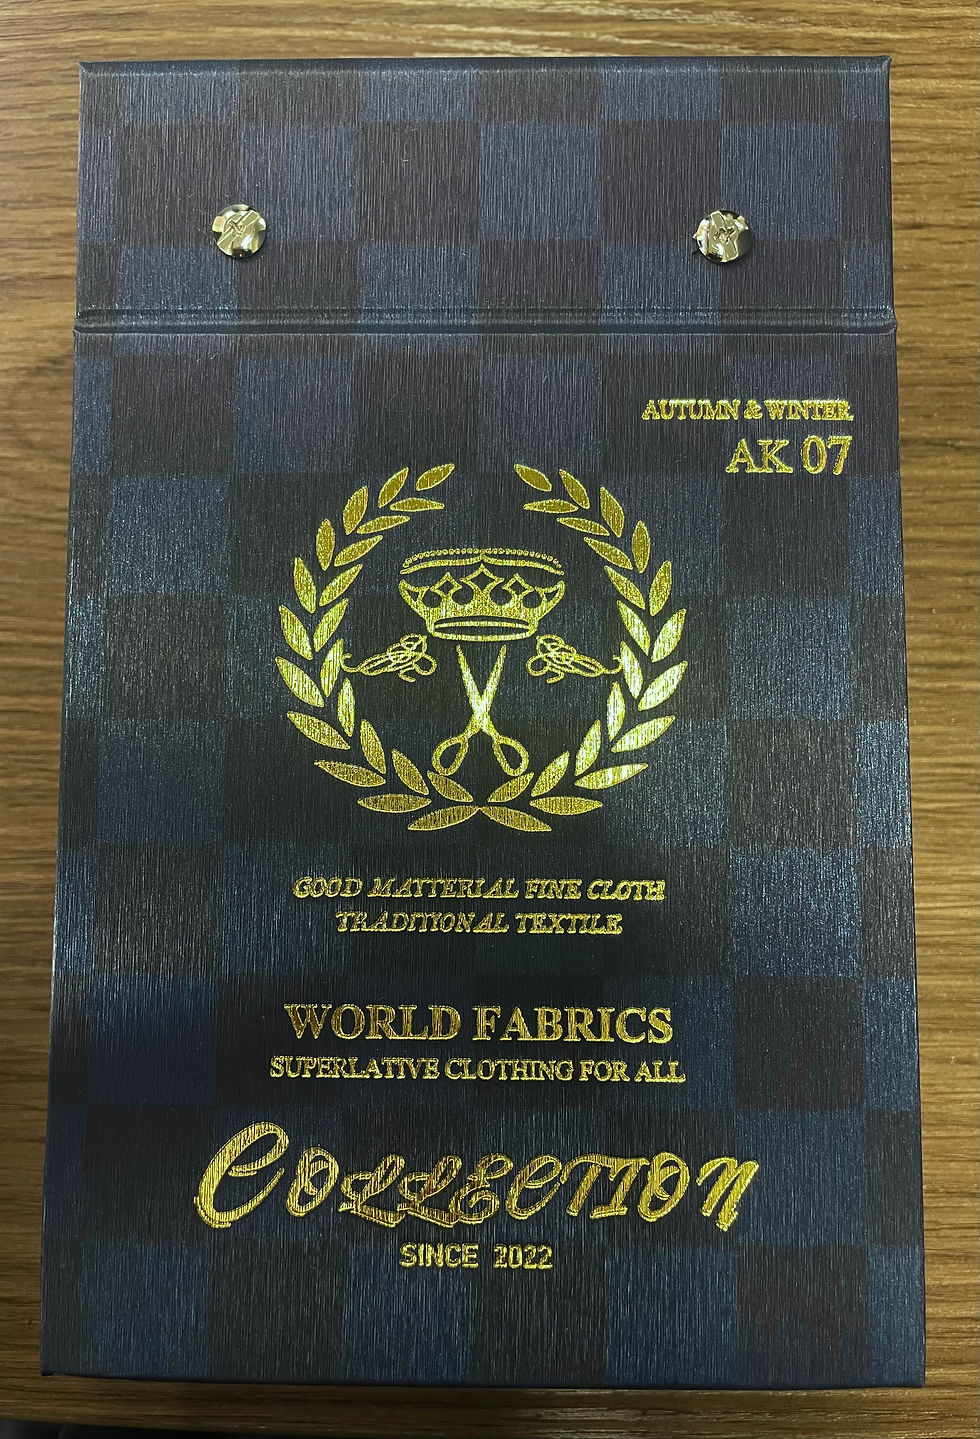 AUTUMN & WINTER
AK 07
GOOD MATTERIAL FINE CLOTH
TRADITIONAL TEXTILE
WORLD FABRICS
SUPERLATIVE CLOTHING FOR ALL
COLLECTION
SINCE 2022